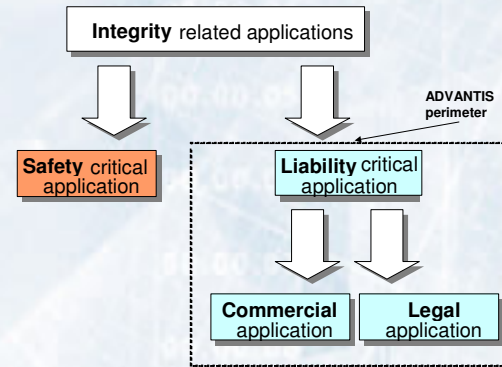 Integrity related applications
ADVANTIS
perimeter
Safety critical
application
Liability critical
application
Commercial
application
Legal
application